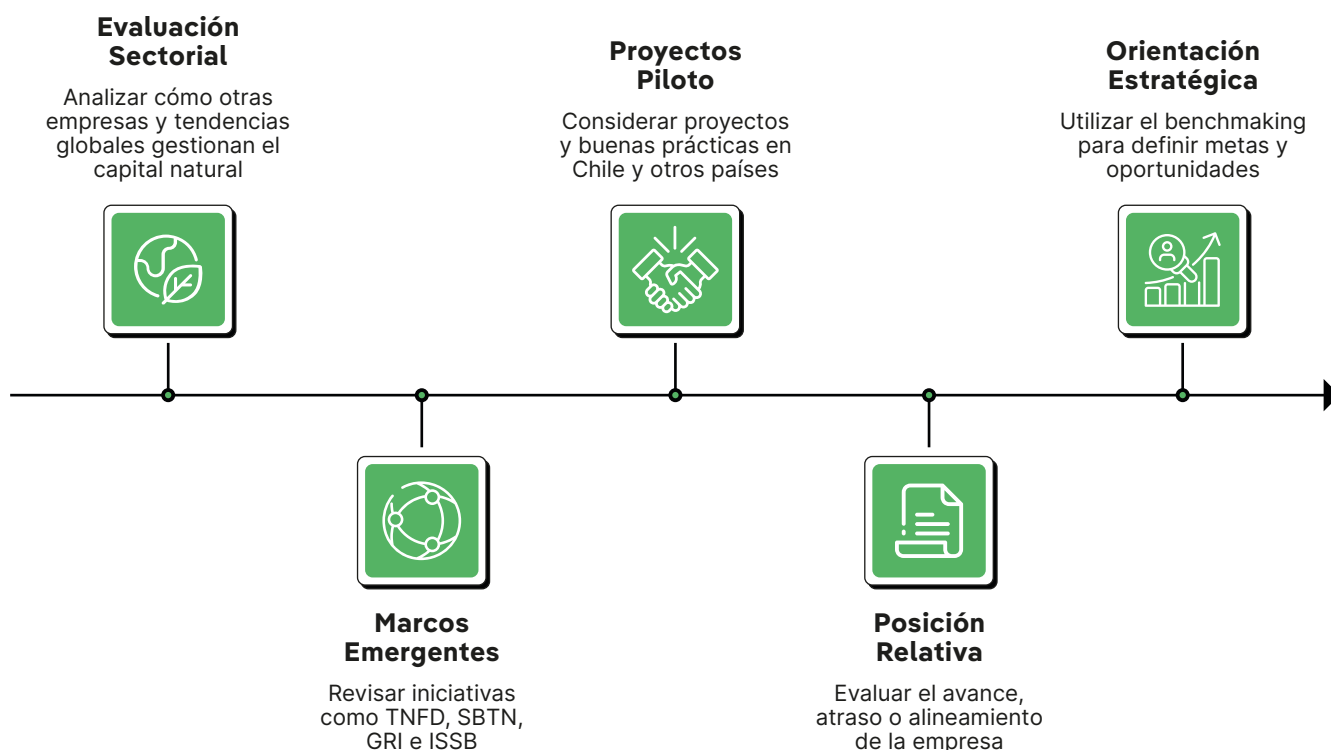 Evaluación
Sectorial
Analizar cómo otras
empresas y tendencias
globales gestionan el
capital natural
Marcos
Emergentes
Revisar iniciativas
como TNFD, SBTN,
GRI e ISSB
Proyectos
Piloto
Considerar proyectos
y buenas prácticas en
Chile y otros países
Posición
Relativa
Evaluar el avance,
atraso o alineamiento
de la empresa
Orientación
Estratégica
Utilizar el benchmaking
para definir metas y
oportunidades